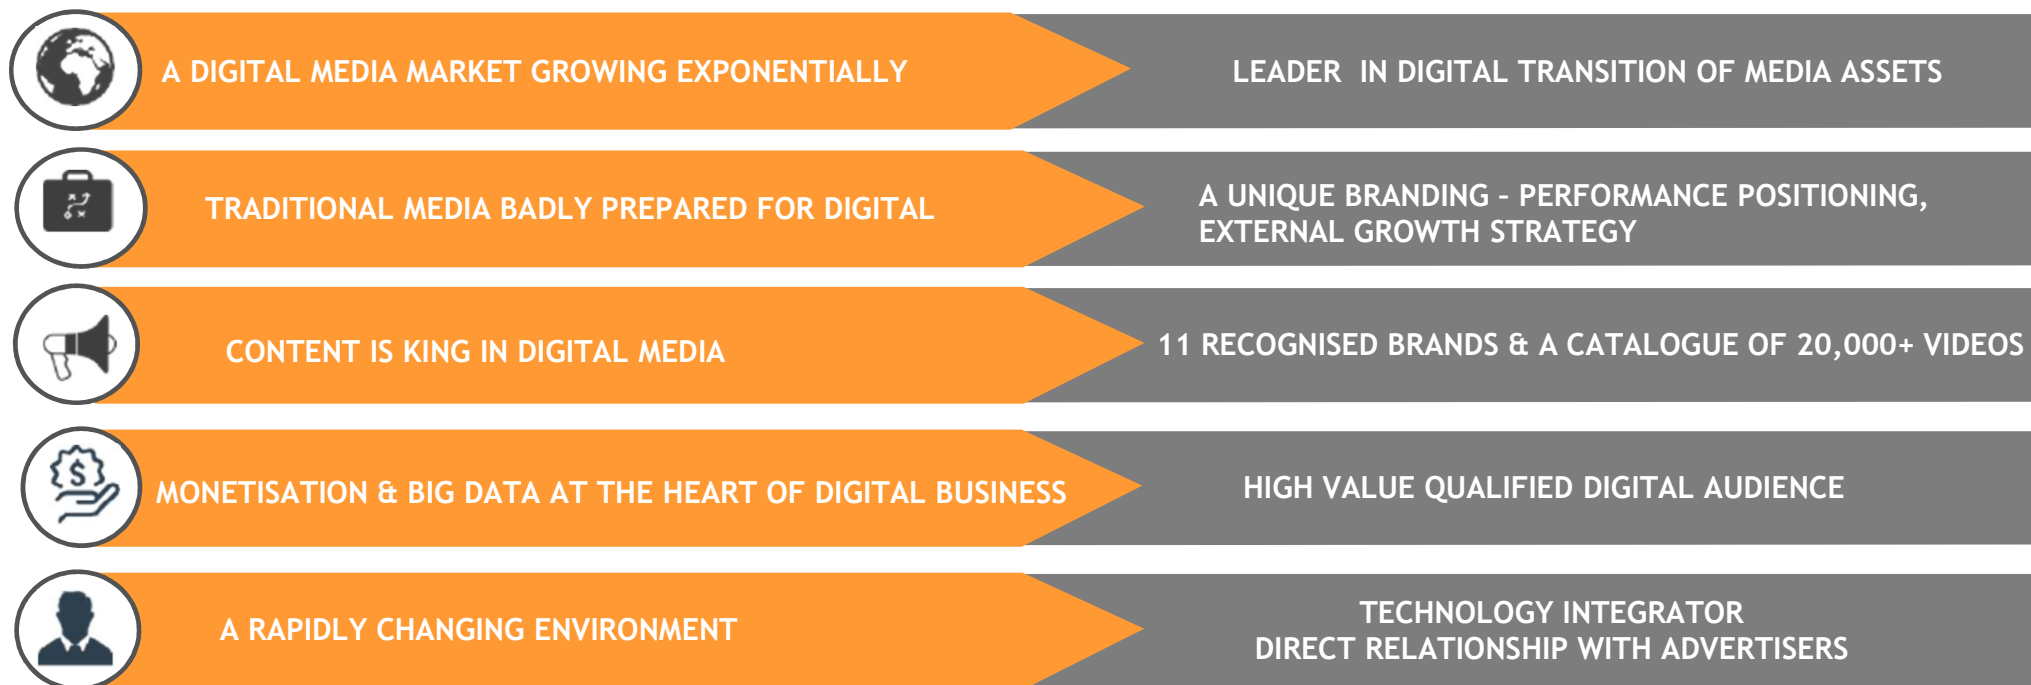 A DIGITAL MEDIA MARKET GROWING EXPONENTIALLY
LEADER IN DIGITAL TRANSITION OF MEDIA ASSETS
TRADITIONAL MEDIA BADLY PREPARED FOR DIGITAL
A UNIQUE BRANDING – PERFORMANCE POSITIONING,
EXTERNAL GROWTH STRATEGY
CONTENT IS KING IN DIGITAL MEDIA
11 RECOGNISED BRANDS & A CATALOGUE OF 20,000+ VIDEOS
MONETISATION & BIG DATA AT THE HEART OF DIGITAL BUSINESS
HIGH VALUE QUALIFIED DIGITAL AUDIENCE
A RAPIDLY CHANGING ENVIRONMENT
TECHNOLOGY INTEGRATOR
DIRECT RELATIONSHIP WITH ADVERTISERS